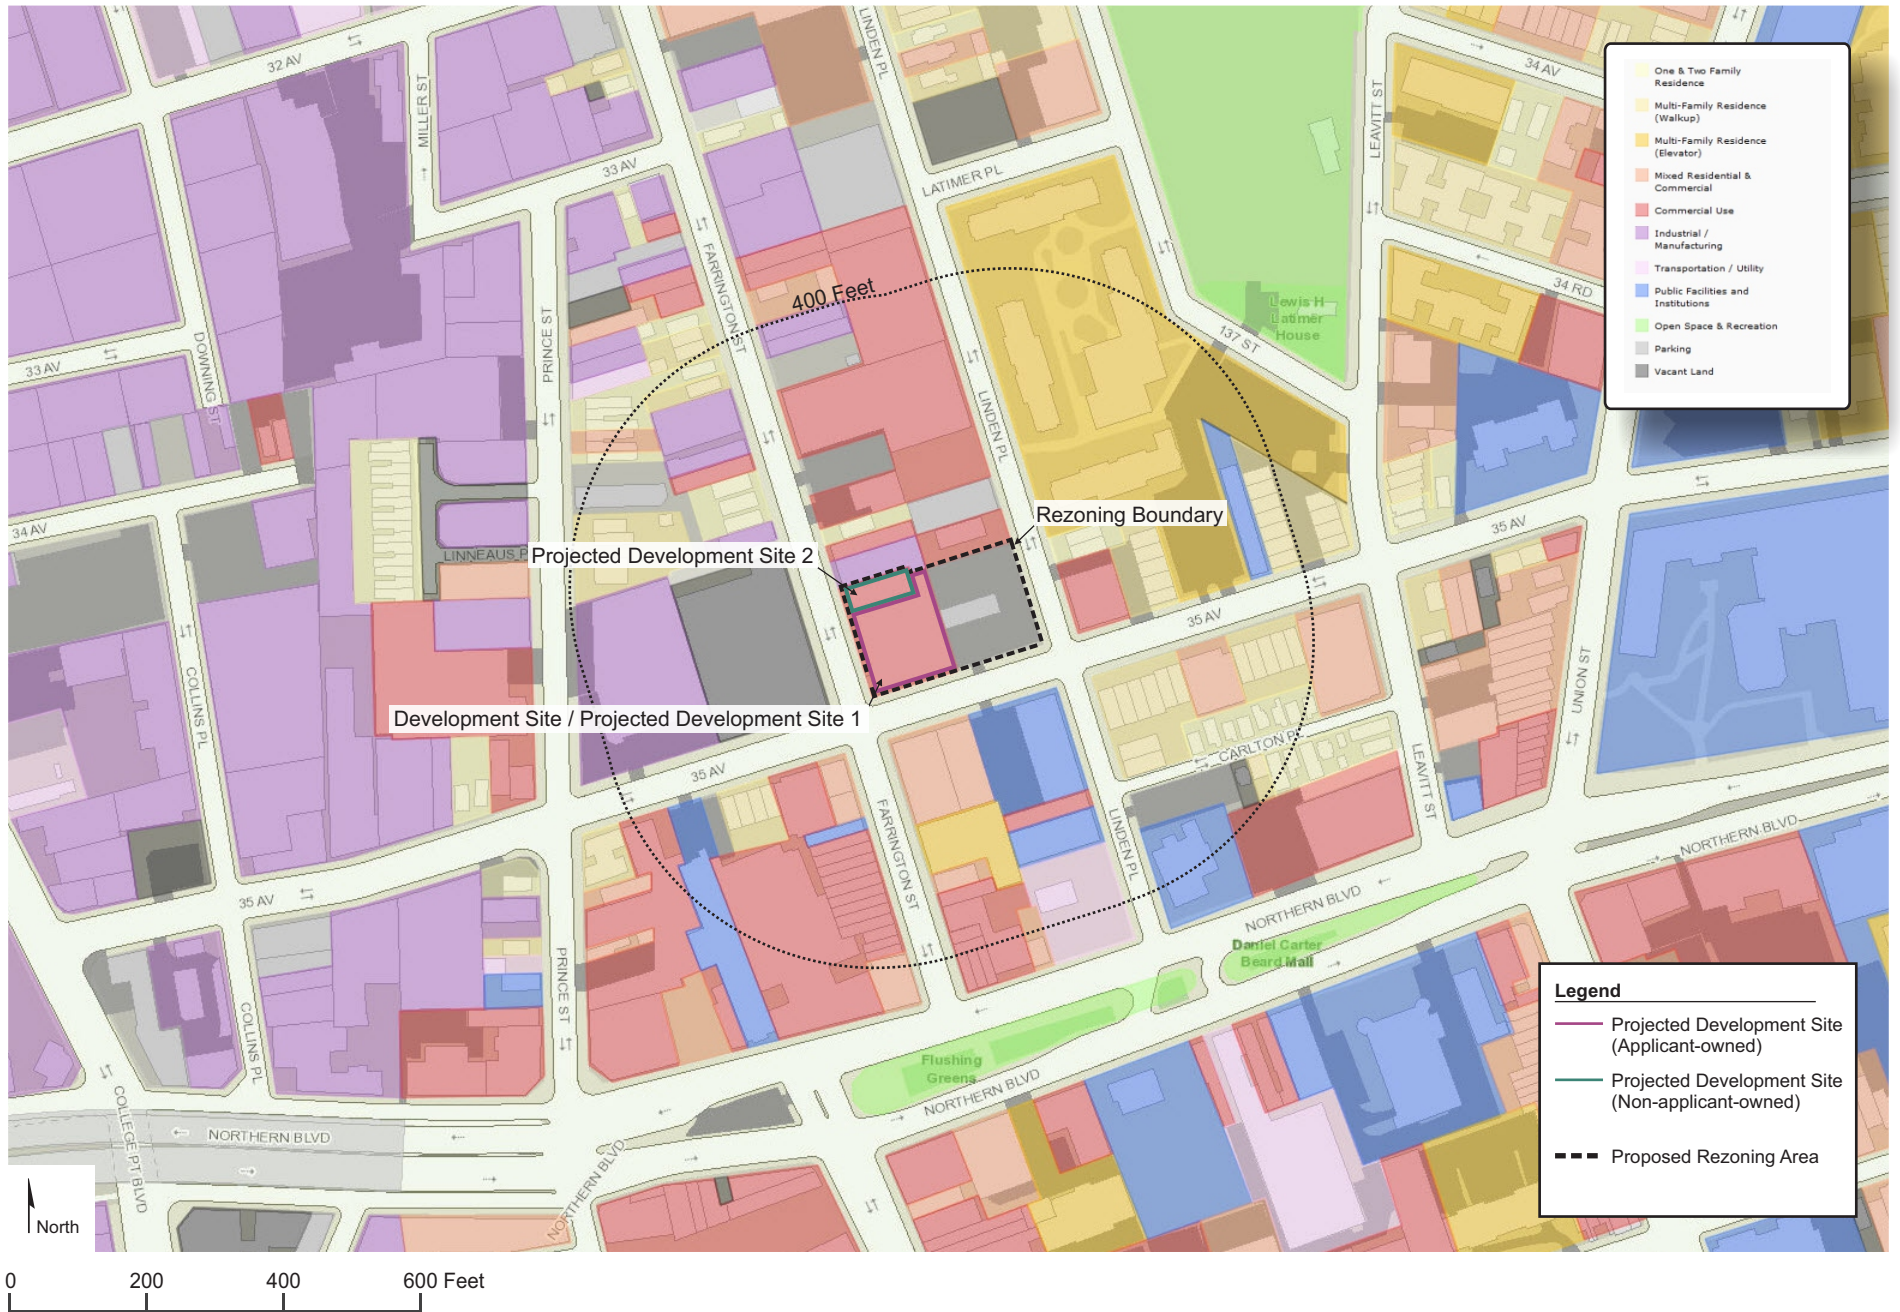 32 AV
MILLER ST
LINDEN PL
LEAVITT ST
34 AV
33 AV
LATIMER PL
FARRINGTON ST
400 Feet
Lewis H
Latimer
House
34 RD
137 ST
PRINCE ST
DOWNING ST
33 AV
LINDEN PL
One & Two Family
Residence
Multi-Family Residence
(Walkup)
Multi-Family Residence
(Elevator)
Mixed Residential &
Commercial
Commercial Use
Industrial /
Manufacturing
Transportation / Utility
Public Facilities and
Institutions
Open Space & Recreation
Parking
Vacant Land
34 AV
LINNEAUS P
Rezoning Boundary
Projected Development Site 2
35 AV
35 AV
COLLINS PL
UNION ST
Development Site / Projected Development Site 1
35 AV
CARLTON PL
LEAVITT ST
FARRINGTON ST
LINDEN PL
NORTHERN BLVD
35 AV
NORTHERN BLVD
Daniel Carter
Beard Mall
PRINCE ST
COLLINS PL
Flushing
Greens
NORTHERN BLVD
COLLEGE PT BLVD
NORTHERN BLVD
NORTHERN BLVD
Legend
Projected Development Site
(Applicant-owned)
Projected Development Site
(Non-applicant-owned)
Proposed Rezoning Area
North
0 200 400 600 Feet